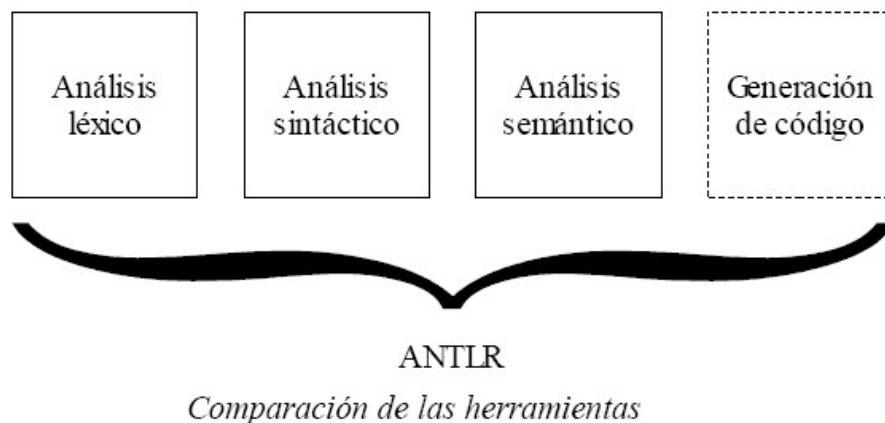 Análisis
léxico
Análisis
sintáctico
Análisis
semántico
Generación
de código
ANTLR
Comparación de las herramientas